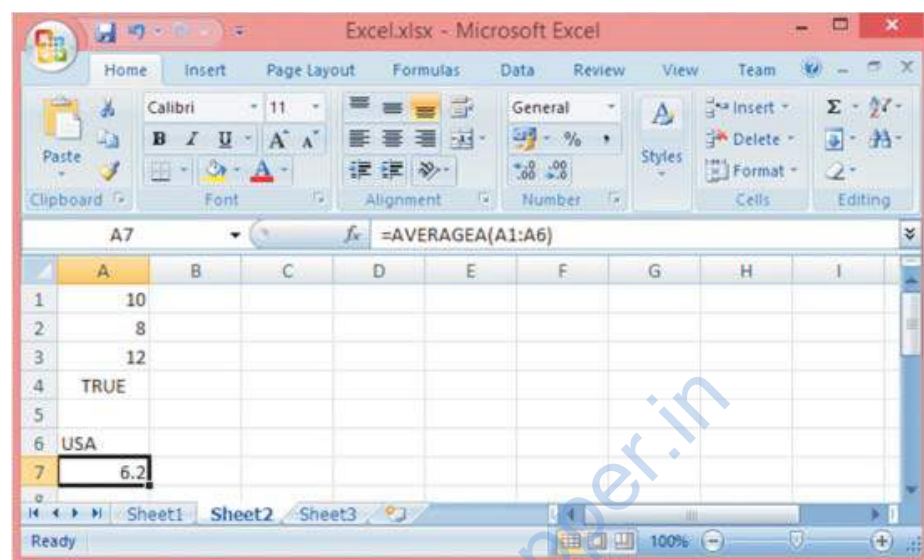 Excel.xlsx - Microsoft Excel
Home Insert Page Layout Formulas Data Review View Team
Calibri 11 General Insert
B I U A A % , Styles Delete
Paste A Format
Clipboard Font Alignment Number Cells Editing
A7 fx =AVERAGEA(A1:A6)
A B C D E F G H I
1 10
2 8
3 12
4 TRUE
5
6 USA
7 6.2
Sheet1 Sheet2 Sheet3
Ready 100%